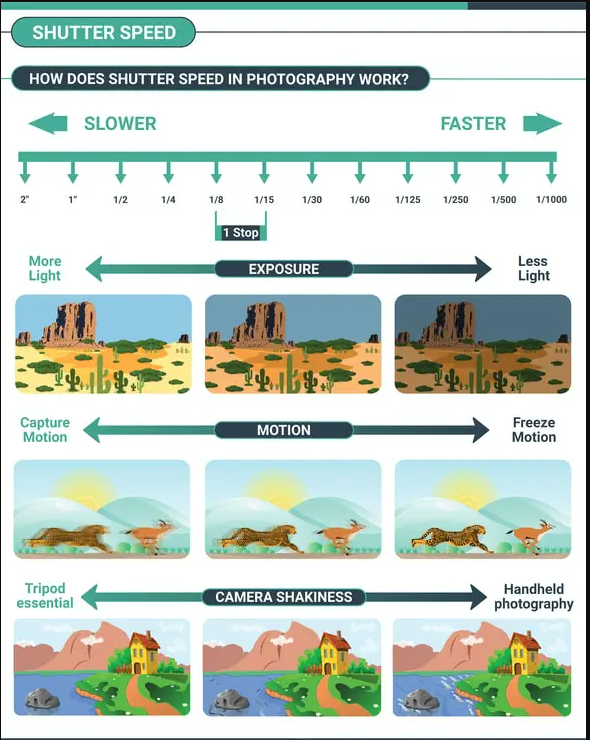 SHUTTER SPEED
HOW DOES SHUTTER SPEED IN PHOTOGRAPHY WORK?
SLOWER FASTER
2" 1" 1/2 1/4 1/8 1/15 1/30 1/60 1/125 1/250 1/500 1/1000
1 Stop
More
Light
EXPOSURE
Less
Light
Capture
Motion
MOTION
Freeze
Motion
Tripod
essential
CAMERA SHAKINESS
Handheld
photography